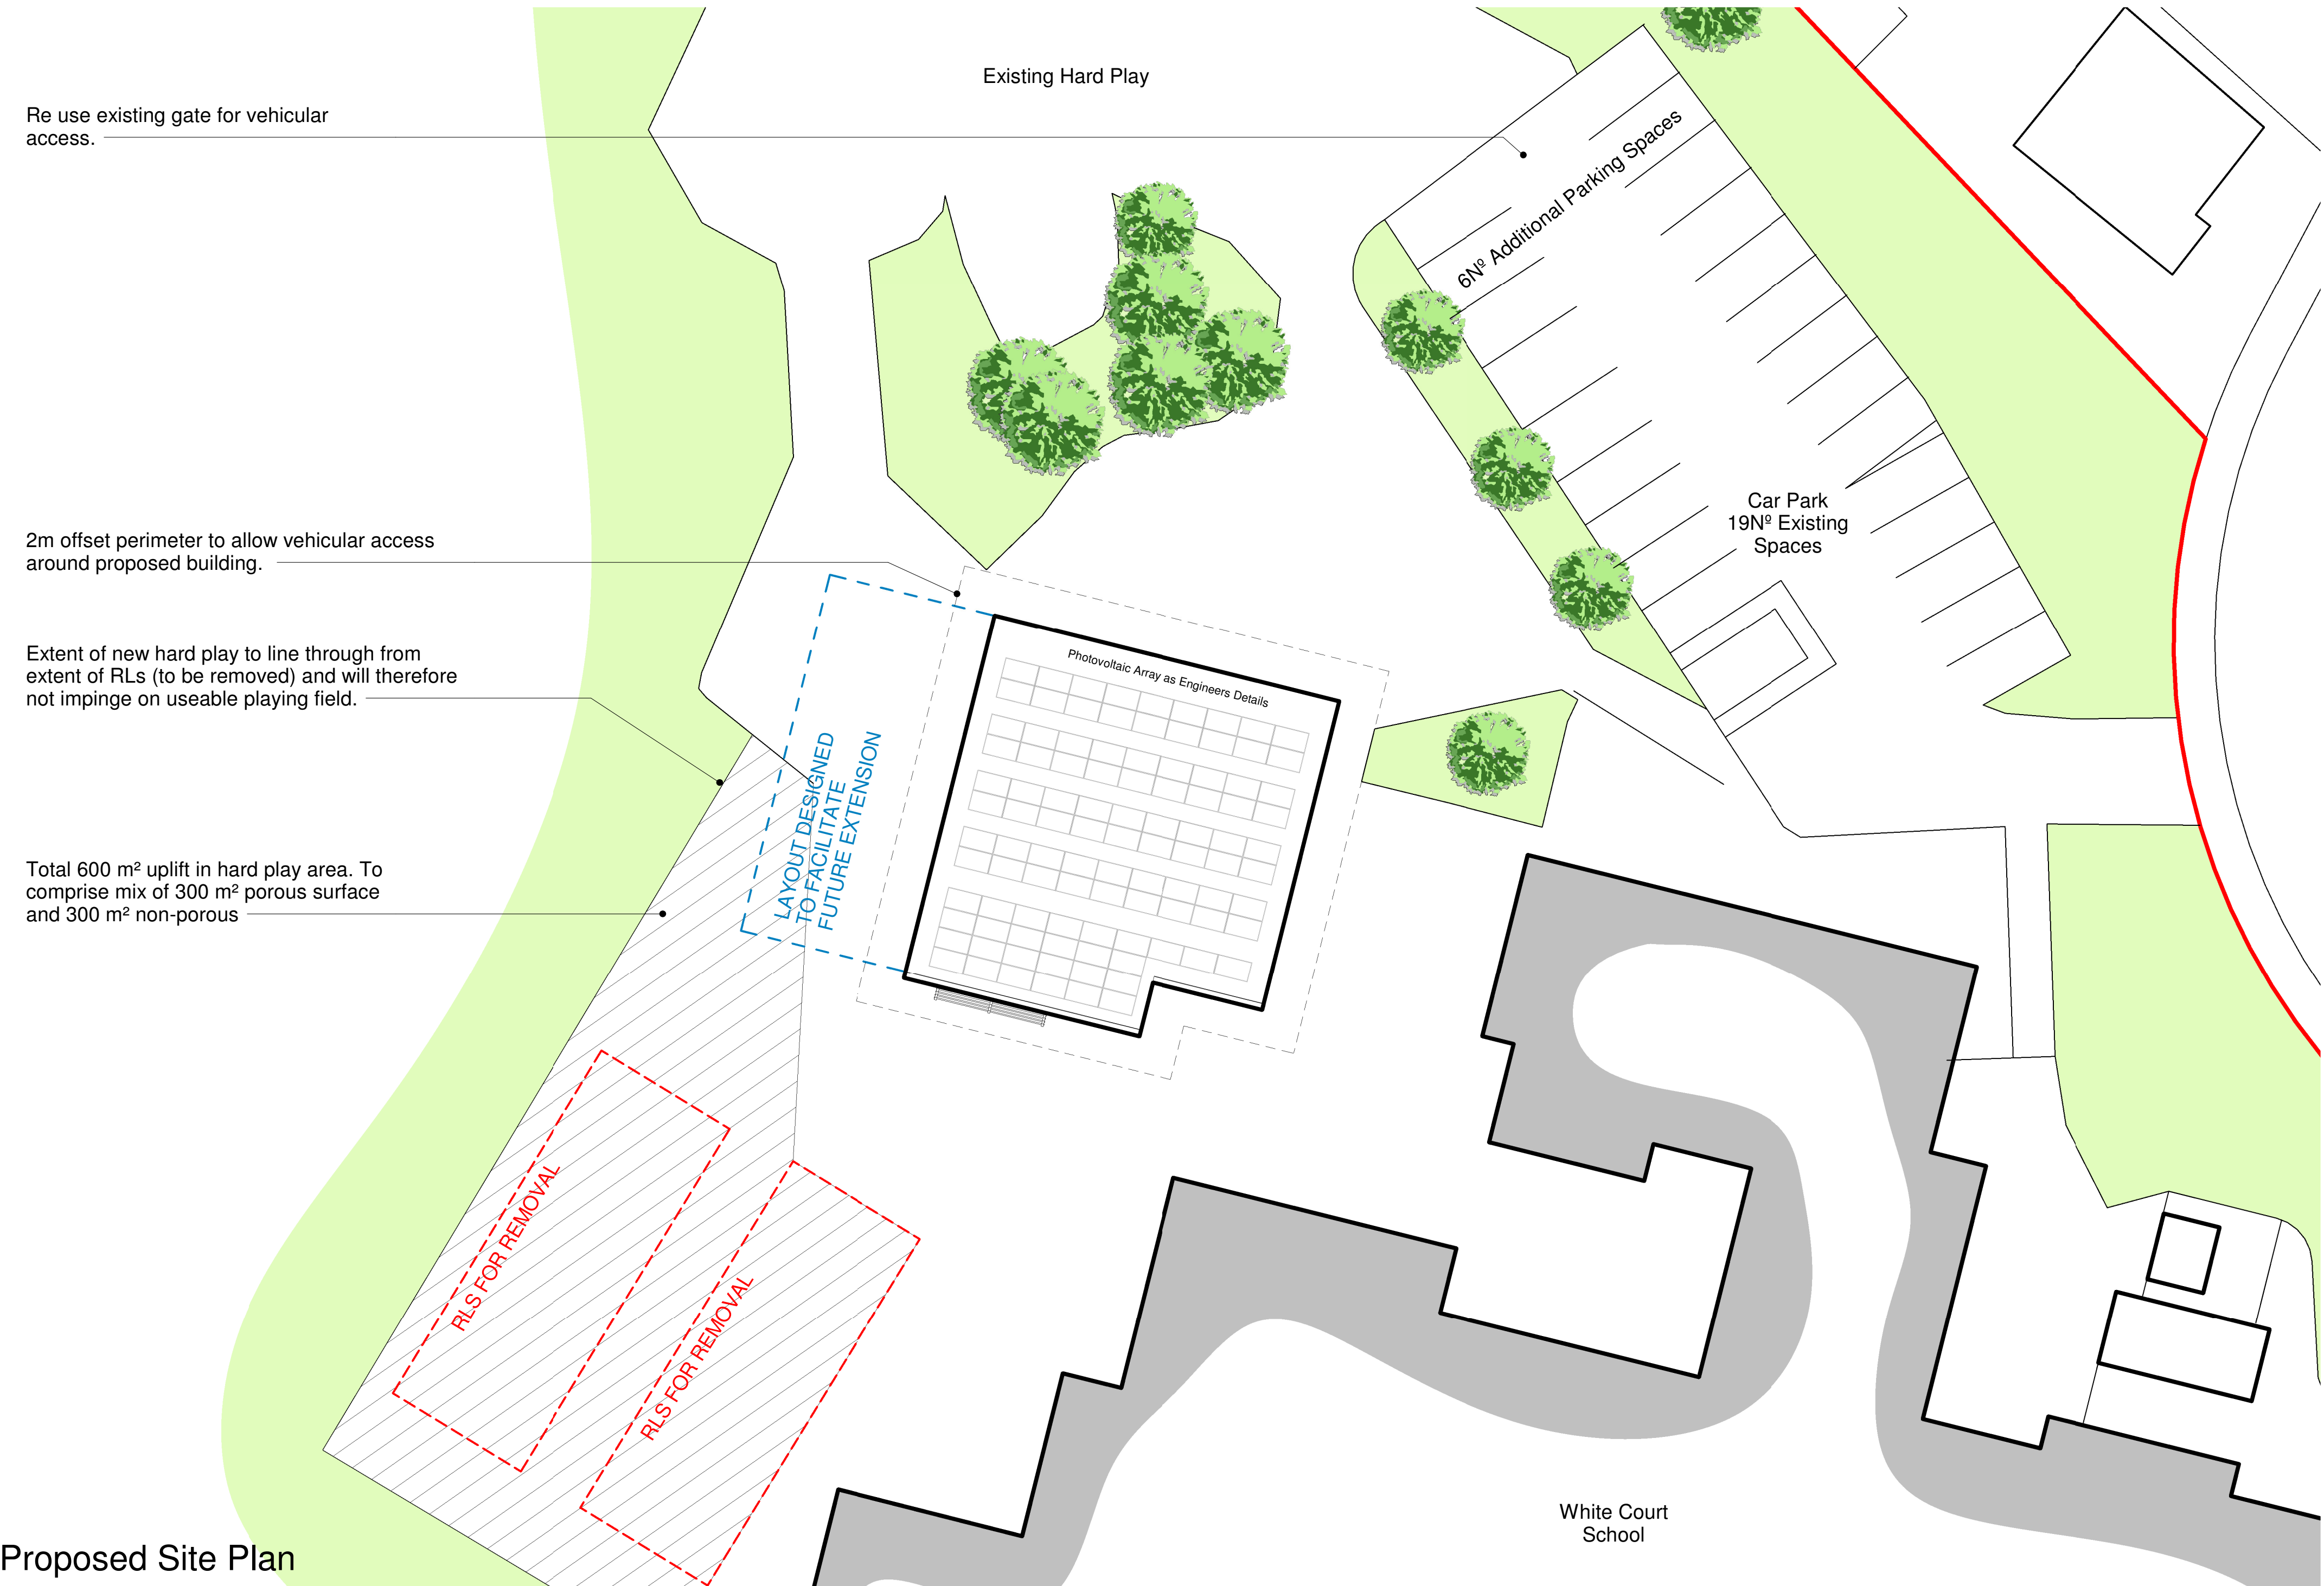 Existing Hard Play
Re use existing gate for vehicular
access.
6Nº Additional Parking Spaces
Car Park
19Nº Existing
Spaces
2m offset perimeter to allow vehicular access
around proposed building.
Extent of new hard play to line through from
extent of RLs (to be removed) and will therefore
not impinge on useable playing field.
Photovoltaic Array as Engineers Details
LAYOUT DESIGNED
TO FACILITATE
FUTURE EXTENSION
Total 600 m² uplift in hard play area. To
comprise mix of 300 m² porous surface
and 300 m² non-porous
RLS FOR REMOVAL
RLS FOR REMOVAL
White Court
School
Proposed Site Plan